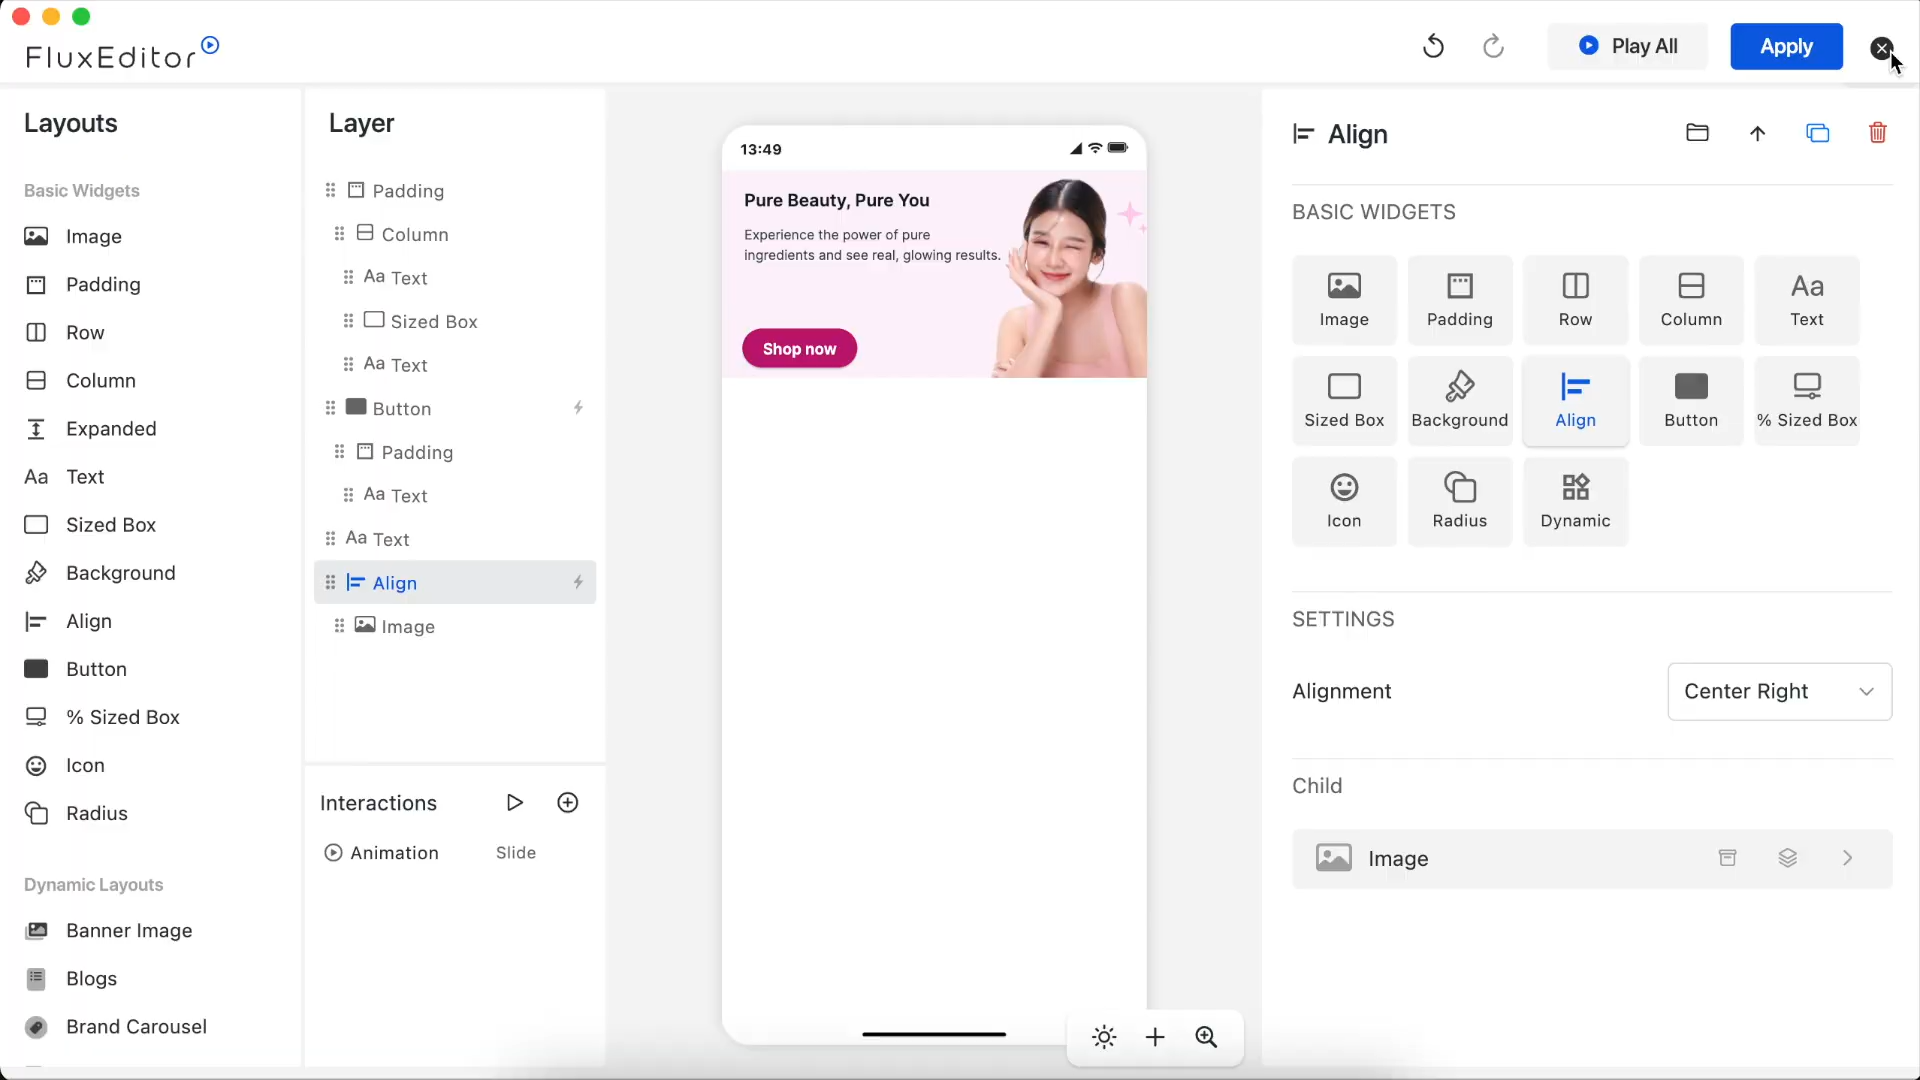 FluxEditor
Play All
Apply
Layouts
Basic Widgets
Image
Padding
Row
Column
Expanded
Aa Text
Sized Box
Background
Align
Button
% Sized Box
Icon
Radius
Dynamic Layouts
Banner Image
Blogs
Brand Carousel
Layer
Padding
Column
Aa Text
Sized Box
Aa Text
Button
Padding
Aa Text
Aa Text
Align
Image
Interactions
Animation Slide
13:49
Pure Beauty, Pure You
Experience the power of pure
ingredients and see real, glowing results.
Shop now
Align
BASIC WIDGETS
Image
Padding
Row
Column
Aa
Text
Sized Box
Background
Align
Button
% Sized Box
Icon
Radius
Dynamic
SETTINGS
Alignment
Center Right
Child
Image